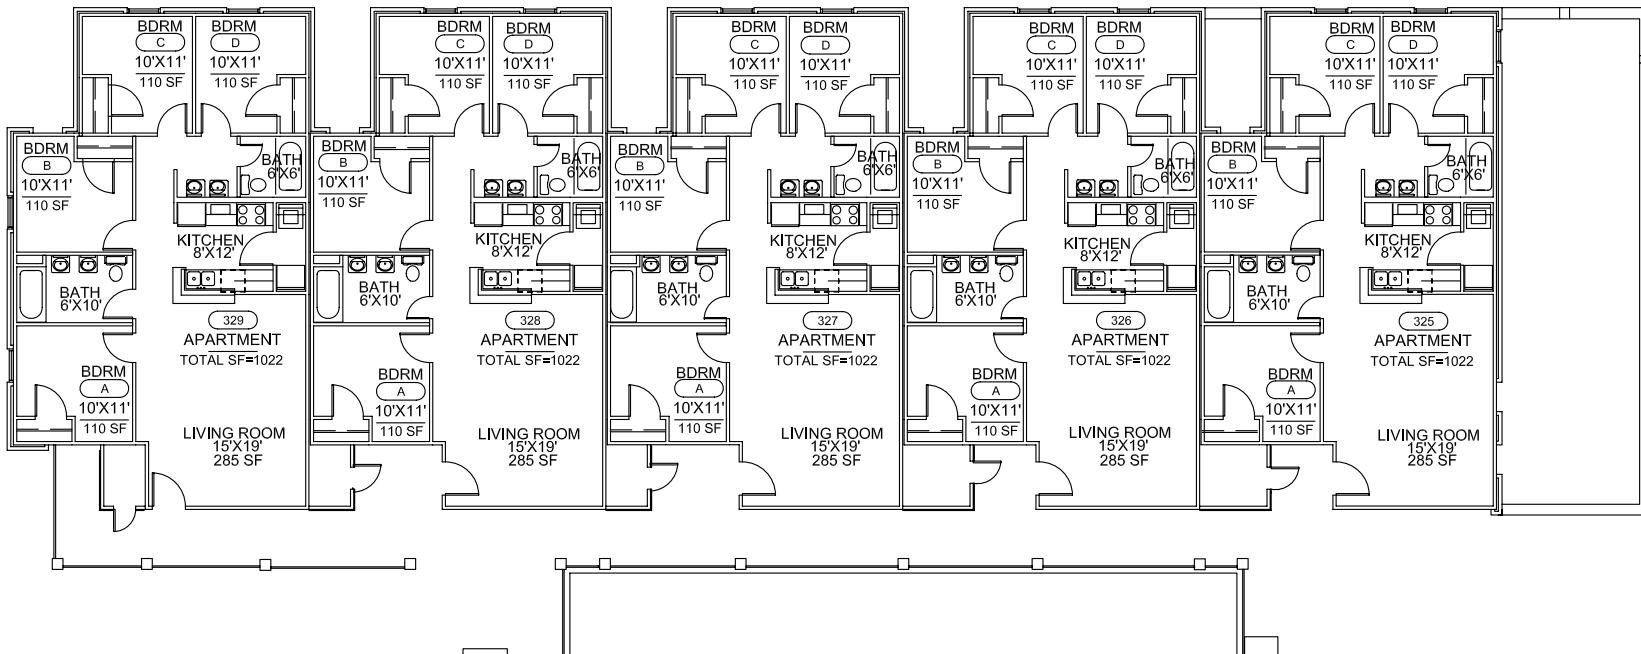 BDRM
C
10'X11'
110 SF
BDRM
D
10'X11'
110 SF
BDRM
B
10'X11'
110 SF
BATH
6'X6'
KITCHEN
8'X12'
BATH
6'X10'
329
APARTMENT
TOTAL SF=1022
BDRM
A
10'X11'
110 SF
LIVING ROOM
15'X19'
285 SF
BDRM
C
10'X11'
110 SF
BDRM
D
10'X11'
110 SF
BDRM
B
10'X11'
110 SF
BATH
6'X6'
KITCHEN
8'X12'
BATH
6'X10'
328
APARTMENT
TOTAL SF=1022
BDRM
A
10'X11'
110 SF
LIVING ROOM
15'X19'
285 SF
BDRM
C
10'X11'
110 SF
BDRM
D
10'X11'
110 SF
BDRM
B
10'X11'
110 SF
BATH
6'X6'
KITCHEN
8'X12'
BATH
6'X10'
327
APARTMENT
TOTAL SF=1022
BDRM
A
10'X11'
110 SF
LIVING ROOM
15'X19'
285 SF
BDRM
C
10'X11'
110 SF
BDRM
D
10'X11'
110 SF
BDRM
B
10'X11'
110 SF
BATH
6'X6'
KITCHEN
8'X12'
BATH
6'X10'
326
APARTMENT
TOTAL SF=1022
BDRM
A
10'X11'
110 SF
LIVING ROOM
15'X19'
285 SF
BDRM
C
10'X11'
110 SF
BDRM
D
10'X11'
110 SF
BDRM
B
10'X11'
110 SF
BATH
6'X6'
KITCHEN
8'X12'
BATH
6'X10'
325
APARTMENT
TOTAL SF=1022
BDRM
A
10'X11'
110 SF
LIVING ROOM
15'X19'
285 SF